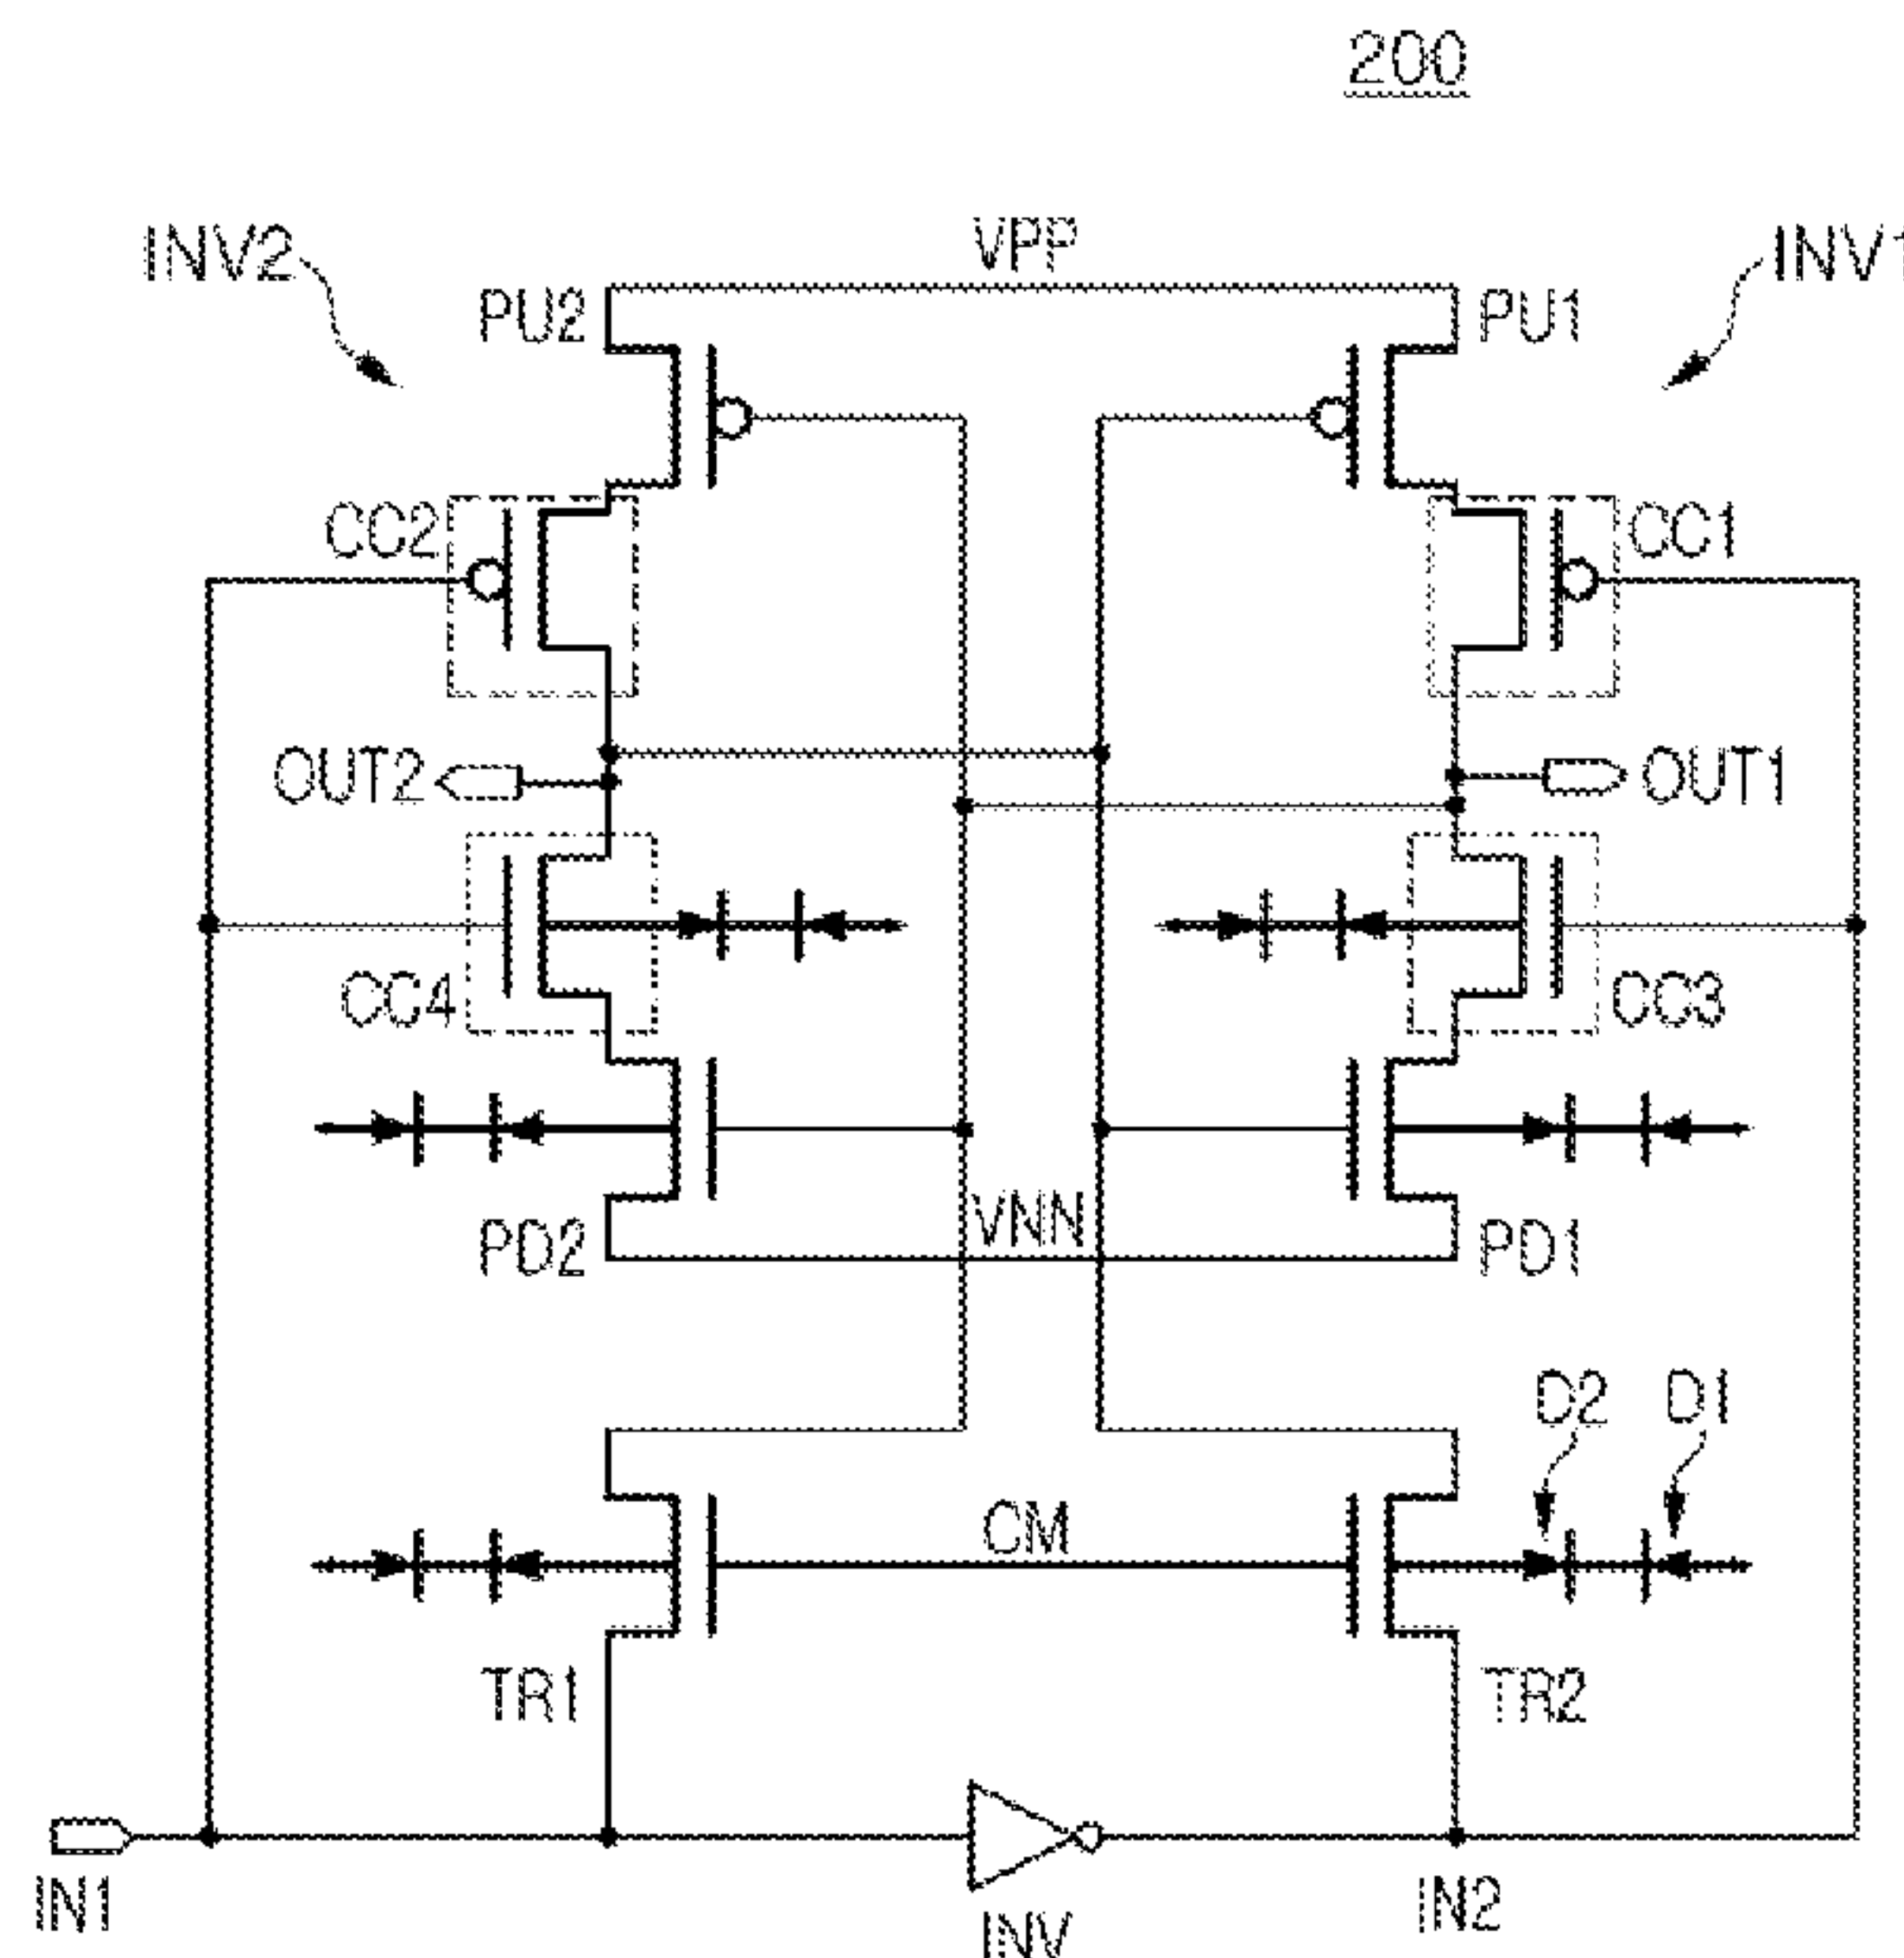 200
INV2
VPP
INV1
PU2
PU1
CC2
CC1
OUT2
OUT1
CC4
CC3
PD2
VNN
PD1
D2
D1
CM
TR1
TR2
IN1
INV
IN2